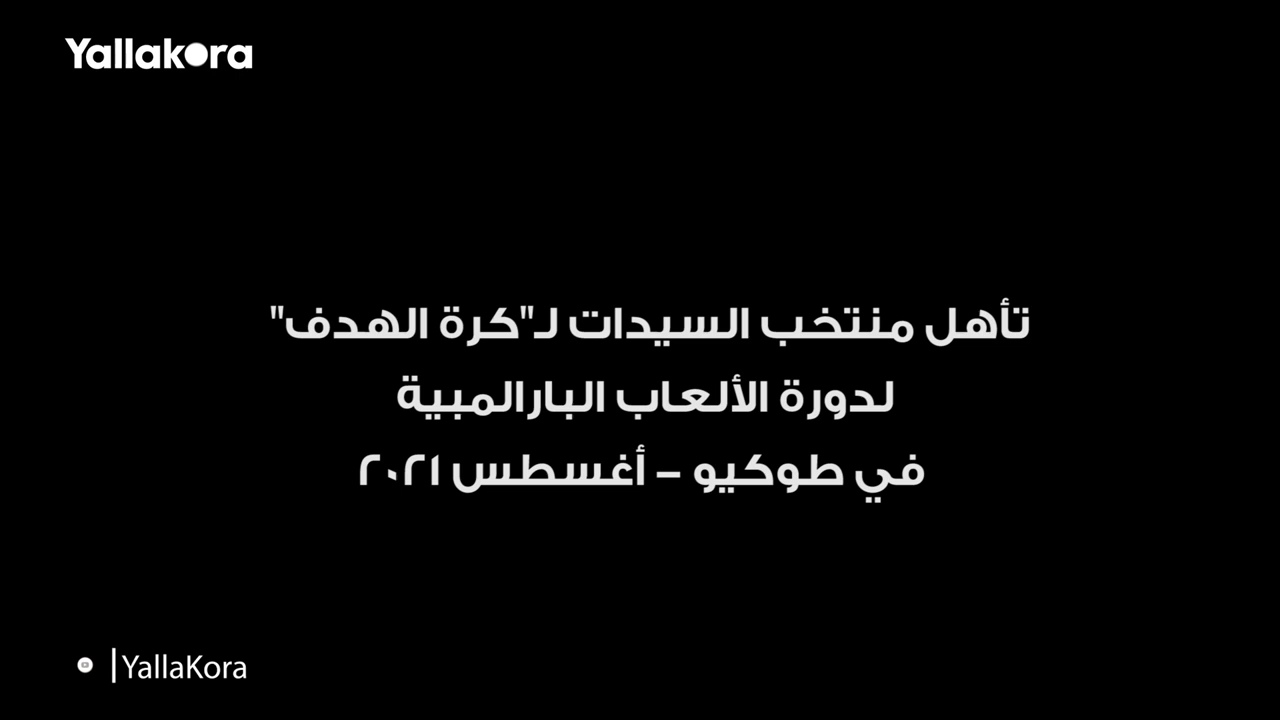 Yallakora
تأهل منتخب السيدات لـ"كرة الهدف"
لدورة الألعاب البارالمبية
في طوكيو – أغسطس ٢٠٢١
YallaKora